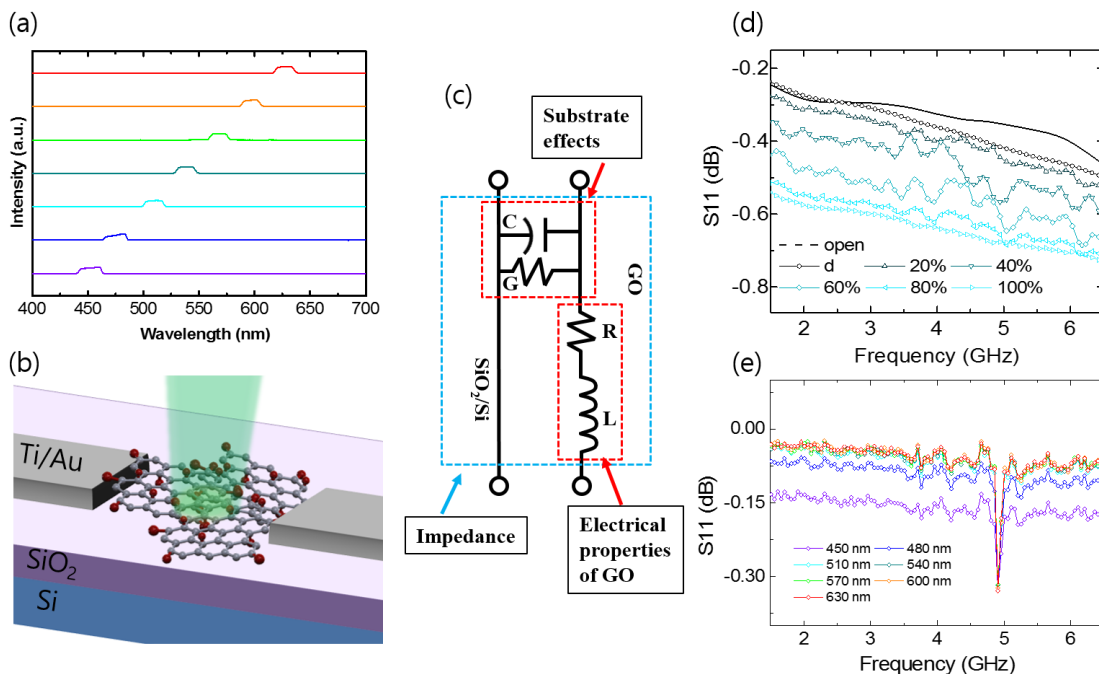 (a)
Intensity (a.u.)
400 450 500 550 600 650 700
Wavelength (nm)
(b)
Ti/Au
SiO2
Si
(c)
Substrate
effects
C
G
GO
R
SiO2/Si
L
Impedance
Electrical
properties
of GO
(d)
-0.2
-0.4
-0.6
-0.8
S11 (dB)
open
d 20% 40%
60% 80% 100%
2 3 4 5 6
Frequency (GHz)
(e)
0.00
-0.15
-0.30
S11 (dB)
450 nm 480 nm
510 nm 540 nm
570 nm 600 nm
630 nm
2 3 4 5 6
Frequency (GHz)